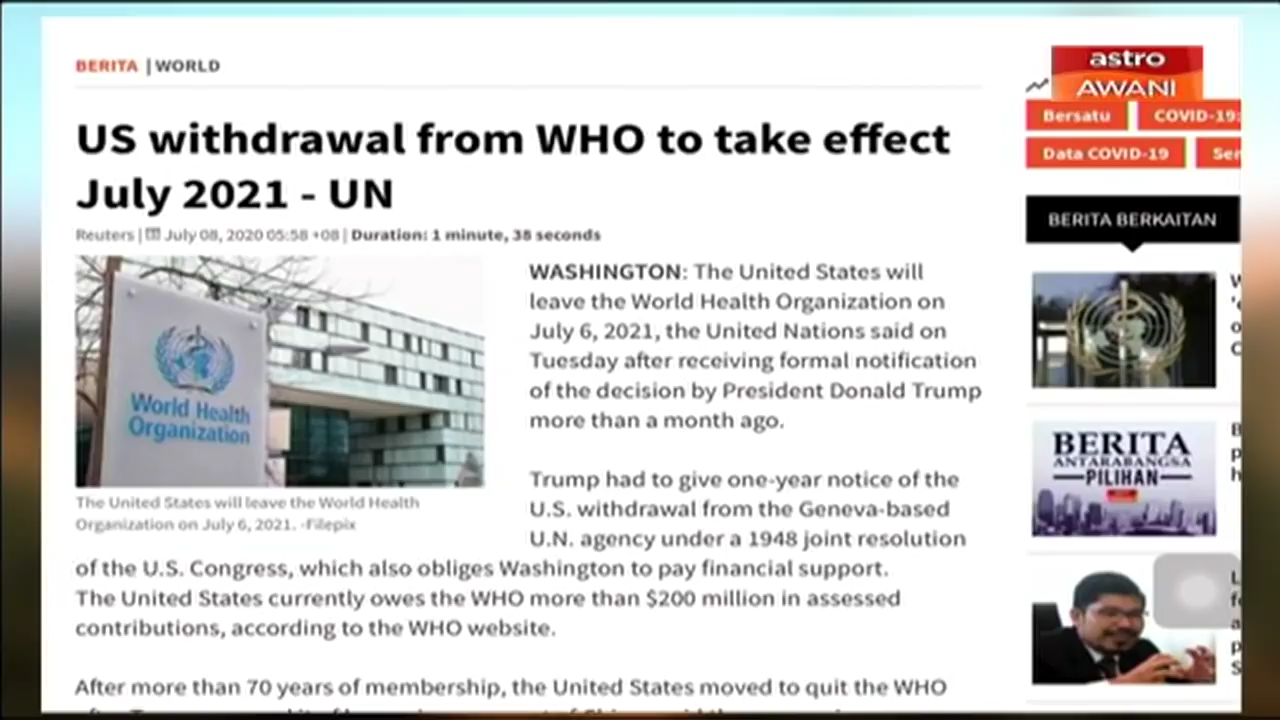 BERITA | WORLD
astro
AWANI
Bersatu
COVID-19:
Data COVID-19
US withdrawal from WHO to take effect
July 2021 - UN
Reuters | July 08, 2020 05:58 +08 | Duration: 1 minute, 38 seconds
BERITA BERKAITAN
World Health
Organization
WASHINGTON: The United States will
leave the World Health Organization on
July 6, 2021, the United Nations said on
Tuesday after receiving formal notification
of the decision by President Donald Trump
more than a month ago.
The United States will leave the World Health
Organization on July 6, 2021. -Filepix
Trump had to give one-year notice of the
U.S. withdrawal from the Geneva-based
U.N. agency under a 1948 joint resolution
of the U.S. Congress, which also obliges Washington to pay financial support.
The United States currently owes the WHO more than $200 million in assessed
contributions, according to the WHO website.
After more than 70 years of membership, the United States moved to quit the WHO
BERITA
ANTARABANGSA
PILIHAN